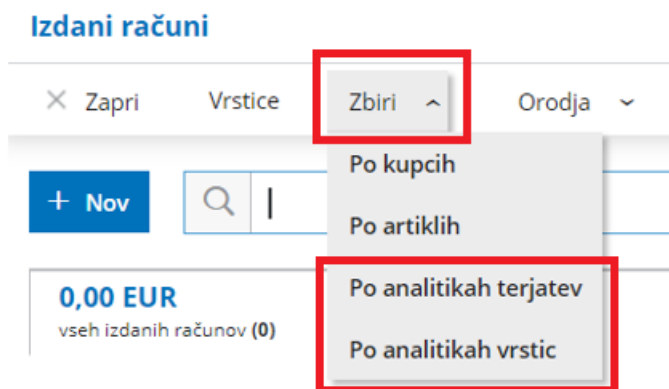 Izdani računi
Zapri Vrstice Zbiri Orodja
Po kupcih
+ Nov
Po artiklih
Po analitikah terjatev
0,00 EUR
vseh izdanih računov (0)
Po analitikah vrstic